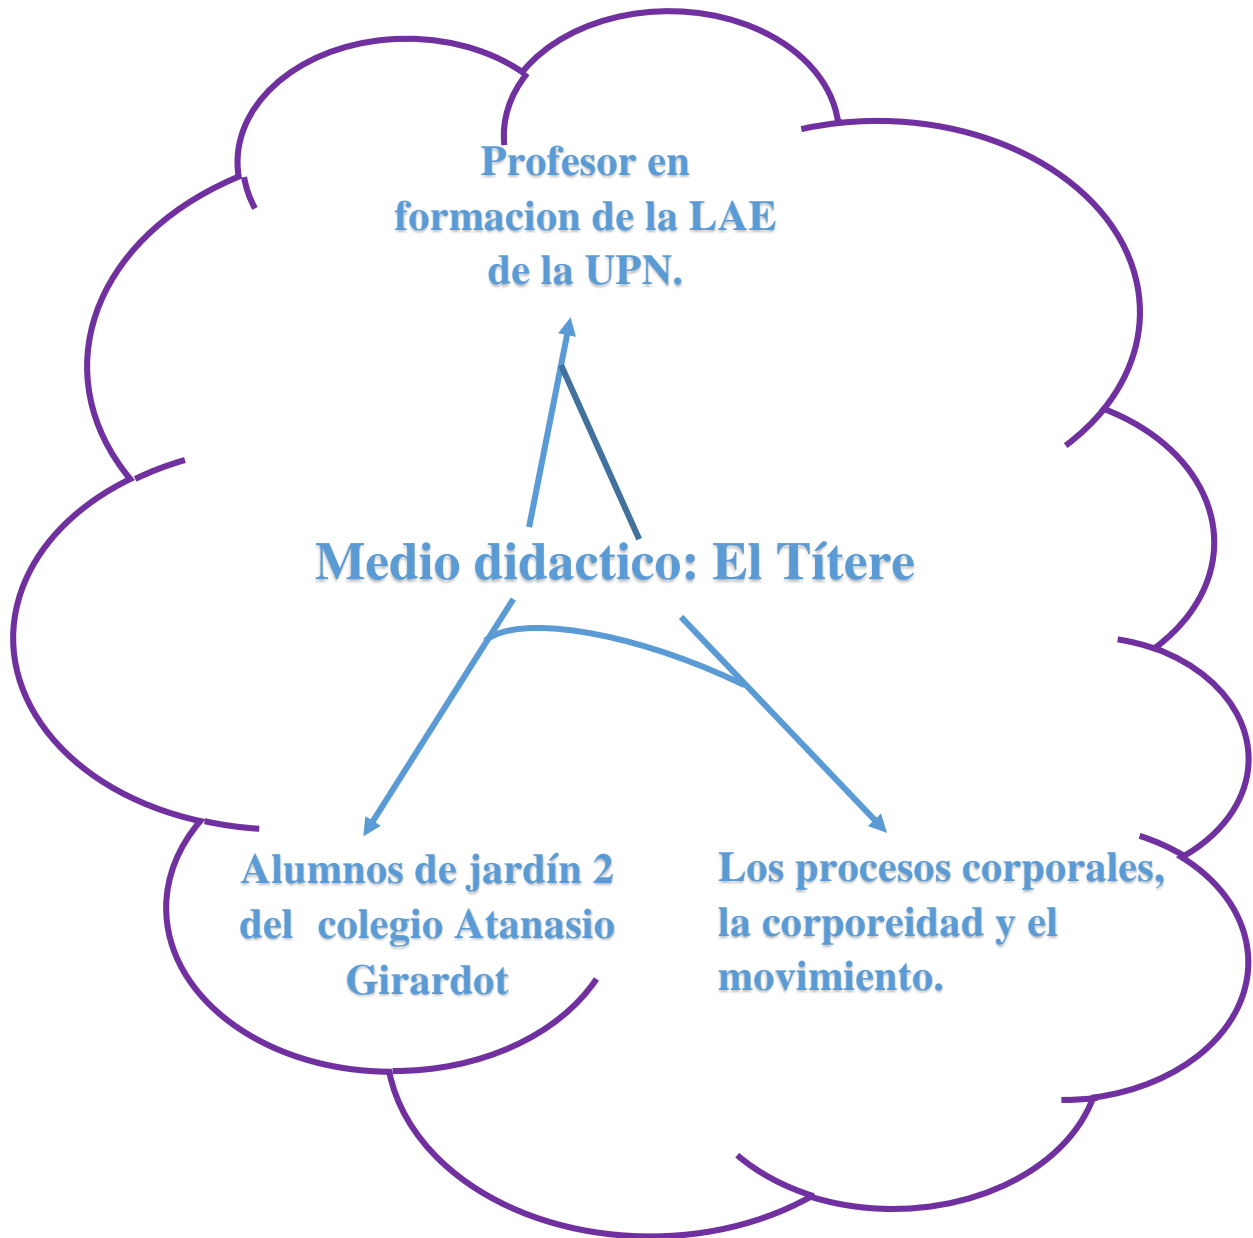 Profesor en
formacion de la LAE
de la UPN.
Medio didactico: El Títere
Alumnos de jardín 2
del  colegio Atanasio
Girardot
Los procesos corporales,
la corporeidad y el
movimiento.